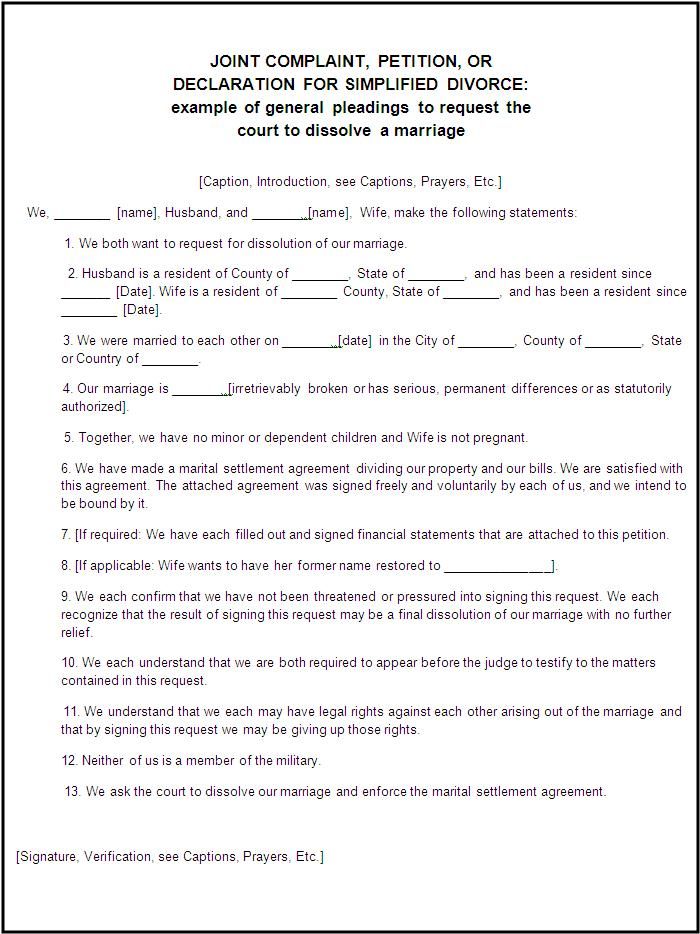 JOINT COMPLAINT, PETITION, OR
DECLARATION FOR SIMPLIFIED DIVORCE:
example of general pleadings to request the
court to dissolve a marriage
[Caption, Introduction, see Captions, Prayers, Etc.]
We, ________ [name], Husband, and ________[name], Wife, make the following statements:
1. We both want to request for dissolution of our marriage.
2. Husband is a resident of County of ________, State of ________, and has been a resident since
_______ [Date]. Wife is a resident of ________ County, State of ________, and has been a resident since
________ [Date].
3. We were married to each other on ________[date] in the City of ________, County of ________, State
or Country of ________.
4. Our marriage is ________[irretrievably broken or has serious, permanent differences or as statutorily
authorized].
5. Together, we have no minor or dependent children and Wife is not pregnant.
6. We have made a marital settlement agreement dividing our property and our bills. We are satisfied with
this agreement. The attached agreement was signed freely and voluntarily by each of us, and we intend to
be bound by it.
7. [If required: We have each filled out and signed financial statements that are attached to this petition.
8. [If applicable: Wife wants to have her former name restored to _______________].
9. We each confirm that we have not been threatened or pressured into signing this request. We each
recognize that the result of signing this request may be a final dissolution of our marriage with no further
relief.
10. We each understand that we are both required to appear before the judge to testify to the matters
contained in this request.
11. We understand that we each may have legal rights against each other arising out of the marriage and
that by signing this request we may be giving up those rights.
12. Neither of us is a member of the military.
13. We ask the court to dissolve our marriage and enforce the marital settlement agreement.
[Signature, Verification, see Captions, Prayers, Etc.]